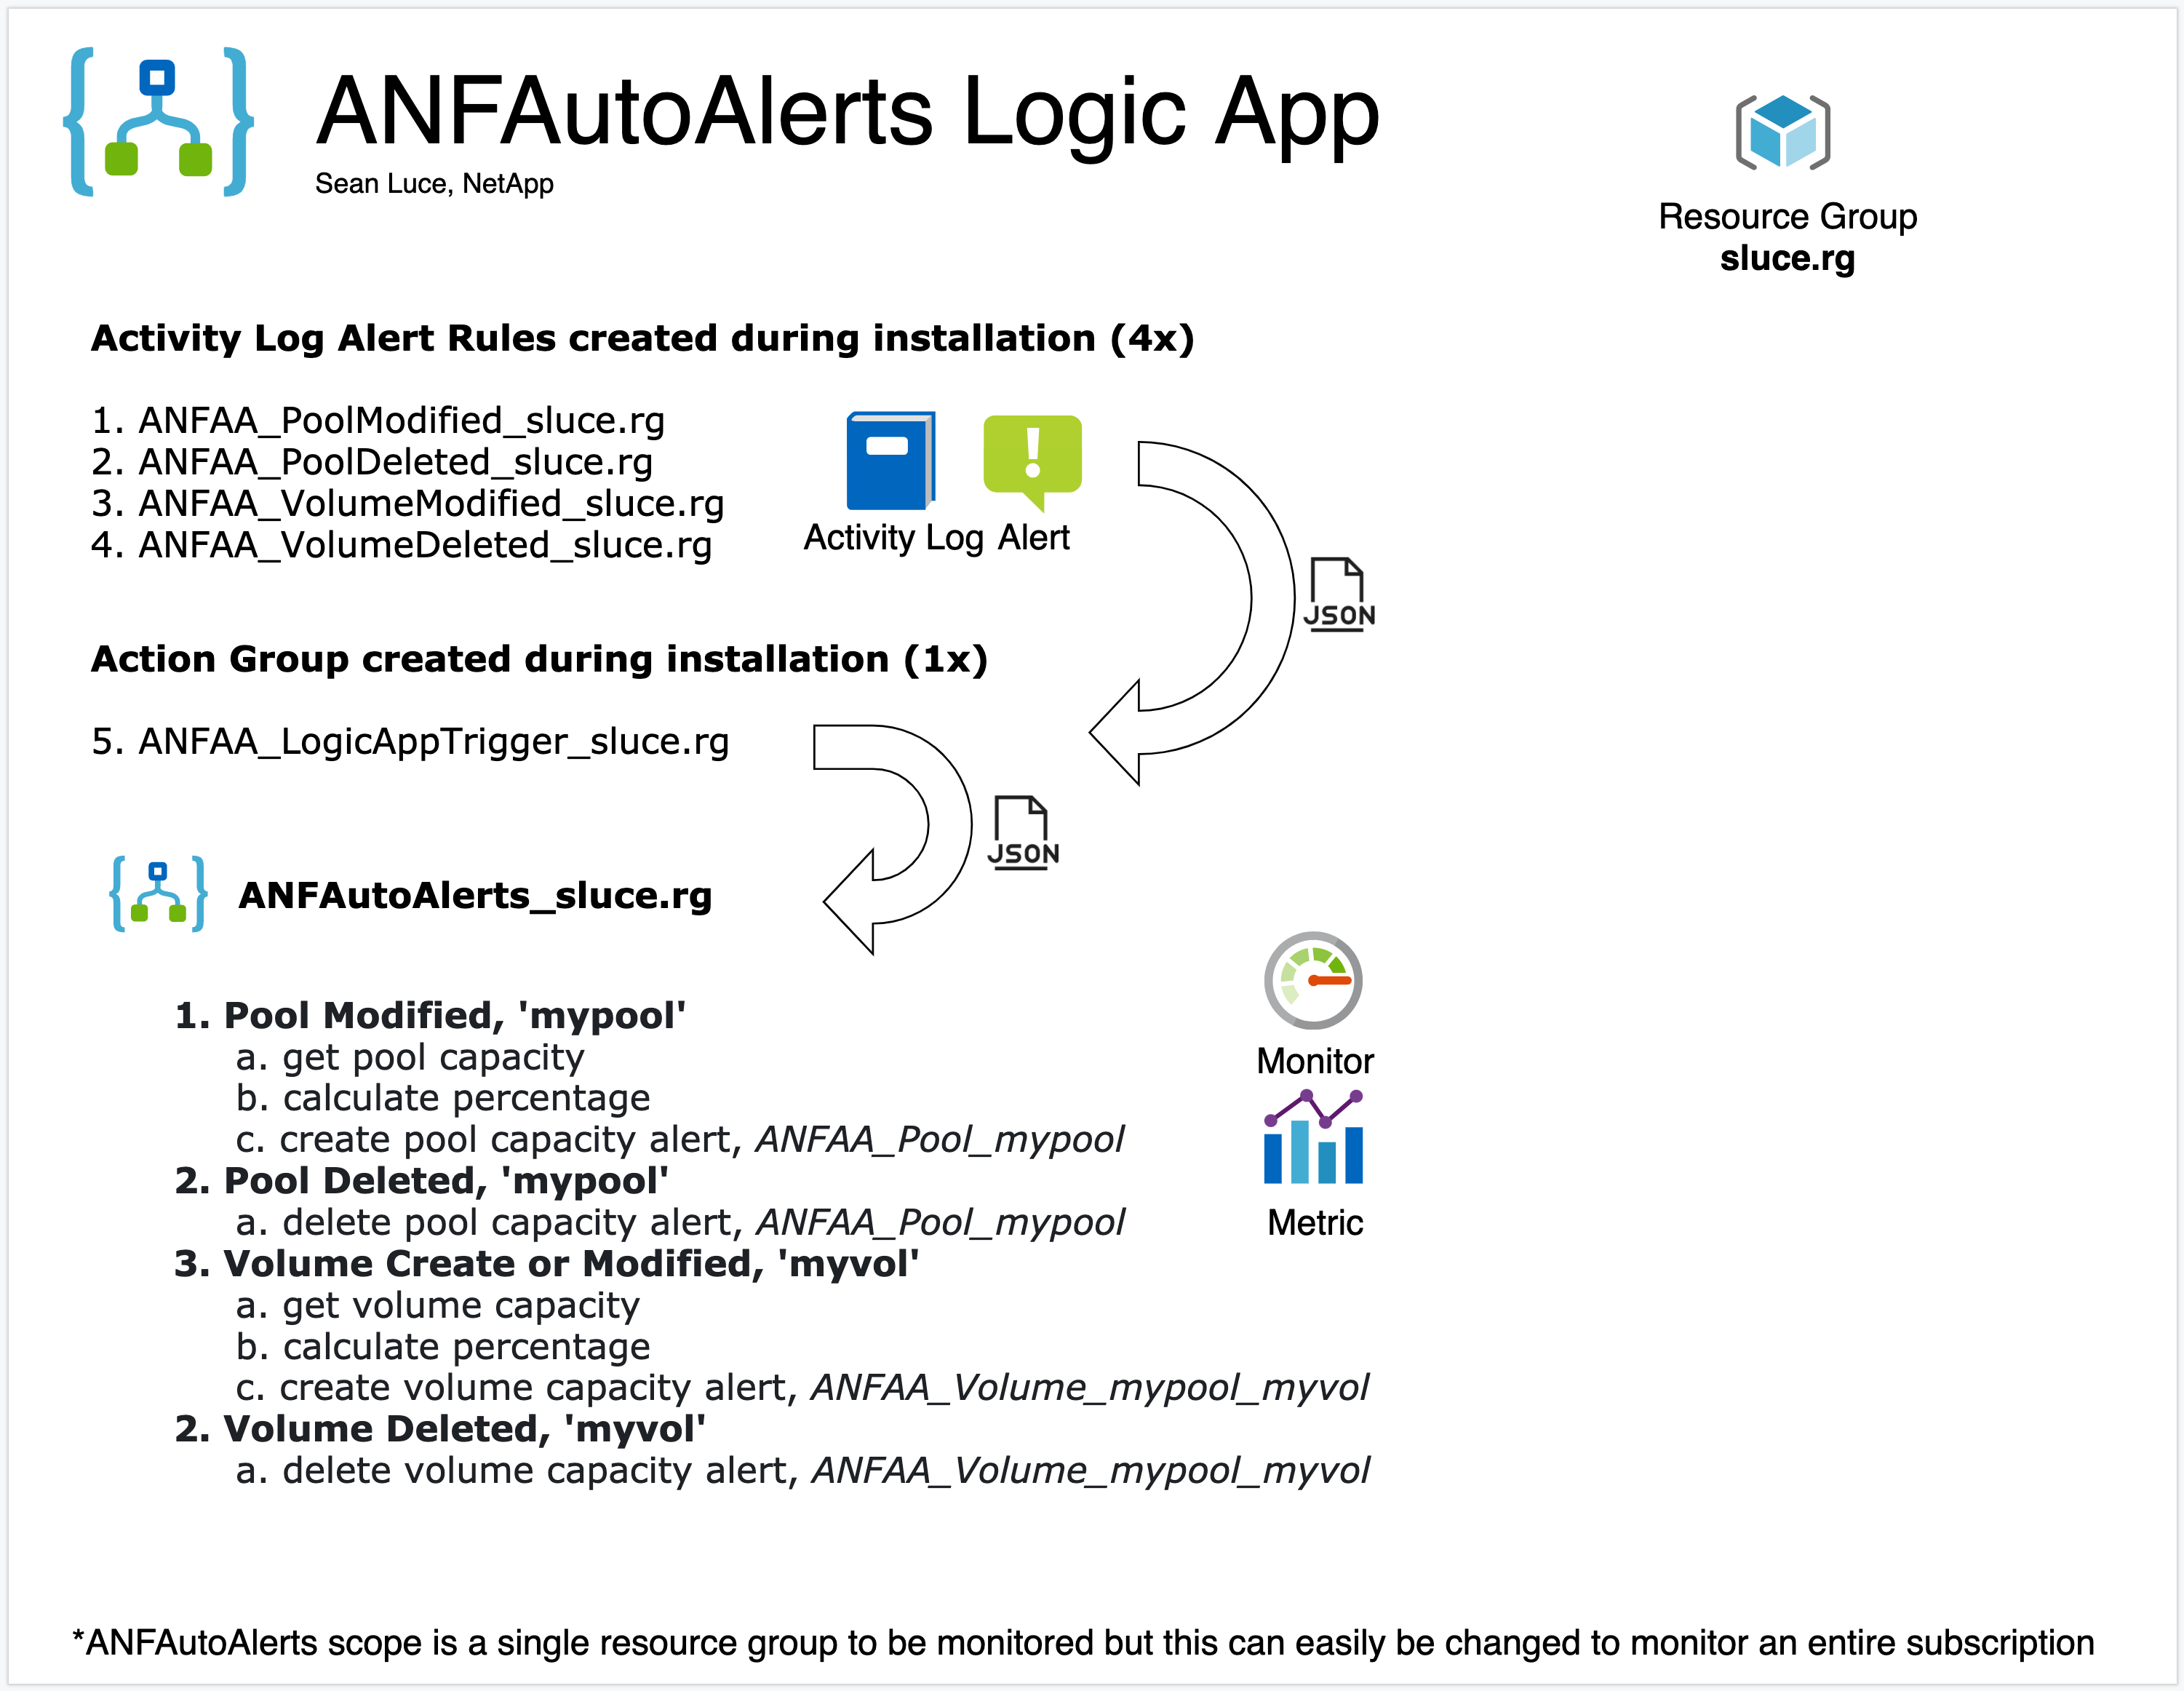 ANFAutoAlerts Logic App
Sean Luce, NetApp
Resource Group
sluce.rg
Activity Log Alert Rules created during installation (4x)
1. ANFAA_PoolModified_sluce.rg
2. ANFAA_PoolDeleted_sluce.rg
3. ANFAA_VolumeModified_sluce.rg
4. ANFAA_VolumeDeleted_sluce.rg
Activity Log Alert
JSON
Action Group created during installation (1x)
5. ANFAA_LogicAppTrigger_sluce.rg
JSON
ANFAutoAlerts_sluce.rg
1. Pool Modified, 'mypool'
a. get pool capacity
b. calculate percentage
c. create pool capacity alert, ANFAA_Pool_mypool
2. Pool Deleted, 'mypool'
a. delete pool capacity alert, ANFAA_Pool_mypool
3. Volume Create or Modified, 'myvol'
a. get volume capacity
b. calculate percentage
c. create volume capacity alert, ANFAA_Volume_mypool_myvol
2. Volume Deleted, 'myvol'
a. delete volume capacity alert, ANFAA_Volume_mypool_myvol
Monitor
Metric
*ANFAutoAlerts scope is a single resource group to be monitored but this can easily be changed to monitor an entire subscription